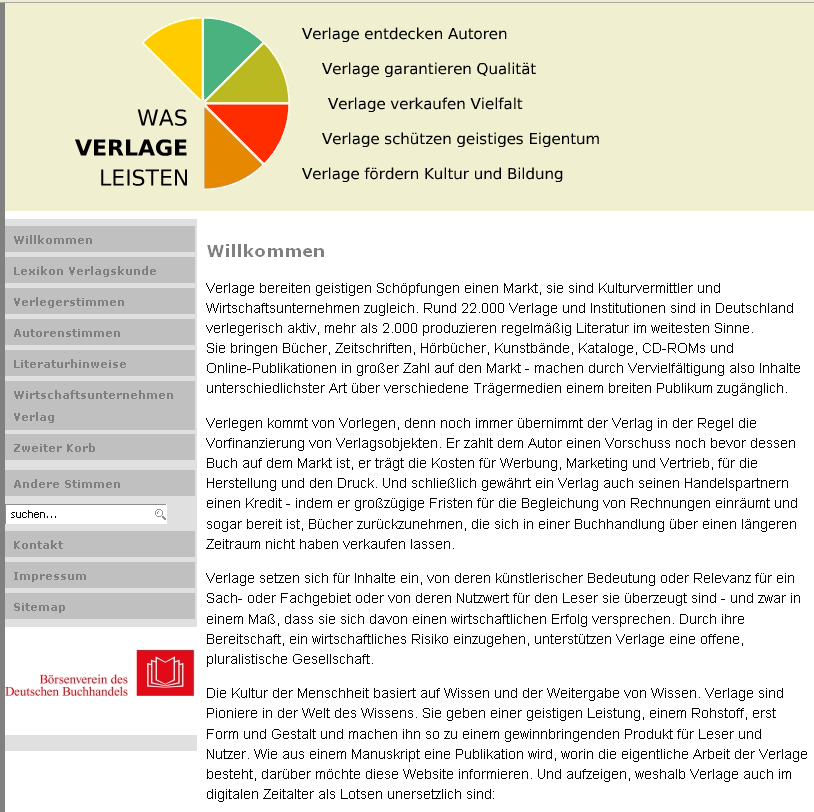 Verlage entdecken Autoren
Verlage garantieren Qualität
Verlage verkaufen Vielfalt
Verlage schützen geistiges Eigentum
Verlage fördern Kultur und Bildung
WAS
VERLAGE
LEISTEN
Willkommen
Lexikon Verlagskunde
Verlegerstimmen
Autorenstimmen
Literaturhinweise
Wirtschaftsunternehmen
Verlag
Zweiter Korb
Andere Stimmen
suchen...
Kontakt
Impressum
Sitemap
Börsenverein des
Deutschen Buchhandels
Willkommen
Verlage bereiten geistigen Schöpfungen einen Markt, sie sind Kulturvermittler und
Wirtschaftsunternehmen zugleich. Rund 22.000 Verlage und Institutionen sind in Deutschland
verlegerisch aktiv, mehr als 2.000 produzieren regelmäßig Literatur im weitesten Sinne.
Sie bringen Bücher, Zeitschriften, Hörbücher, Kunstbände, Kataloge, CD-ROMs und
Online-Publikationen in großer Zahl auf den Markt - machen durch Vervielfältigung also Inhalte
unterschiedlichster Art über verschiedene Trägermedien einem breiten Publikum zugänglich.
Verlegen kommt von Vorlegen, denn noch immer übernimmt der Verlag in der Regel die
Vorfinanzierung von Verlagsobjekten. Er zahlt dem Autor einen Vorschuss noch bevor dessen
Buch auf dem Markt ist, er trägt die Kosten für Werbung, Marketing und Vertrieb, für die
Herstellung und den Druck. Und schließlich gewährt ein Verlag auch seinen Handelspartnern
einen Kredit - indem er großzügige Fristen für die Begleichung von Rechnungen einräumt und
sogar bereit ist, Bücher zurückzunehmen, die sich in einer Buchhandlung über einen längeren
Zeitraum nicht haben verkaufen lassen.
Verlage setzen sich für Inhalte ein, von deren künstlerischer Bedeutung oder Relevanz für ein
Sach- oder Fachgebiet oder von deren Nutzwert für den Leser sie überzeugt sind - und zwar in
einem Maß, dass sie sich davon einen wirtschaftlichen Erfolg versprechen. Durch ihre
Bereitschaft, ein wirtschaftliches Risiko einzugehen, unterstützen Verlage eine offene,
pluralistische Gesellschaft.
Die Kultur der Menschheit basiert auf Wissen und der Weitergabe von Wissen. Verlage sind
Pioniere in der Welt des Wissens. Sie geben einer geistigen Leistung, einem Rohstoff, erst
Form und Gestalt und machen ihn so zu einem gewinnbringenden Produkt für Leser und
Nutzer. Wie aus einem Manuskript eine Publikation wird, worin die eigentliche Arbeit der Verlage
besteht, darüber möchte diese Website informieren. Und aufzeigen, weshalb Verlage auch im
digitalen Zeitalter als Lotsen unersetzlich sind: